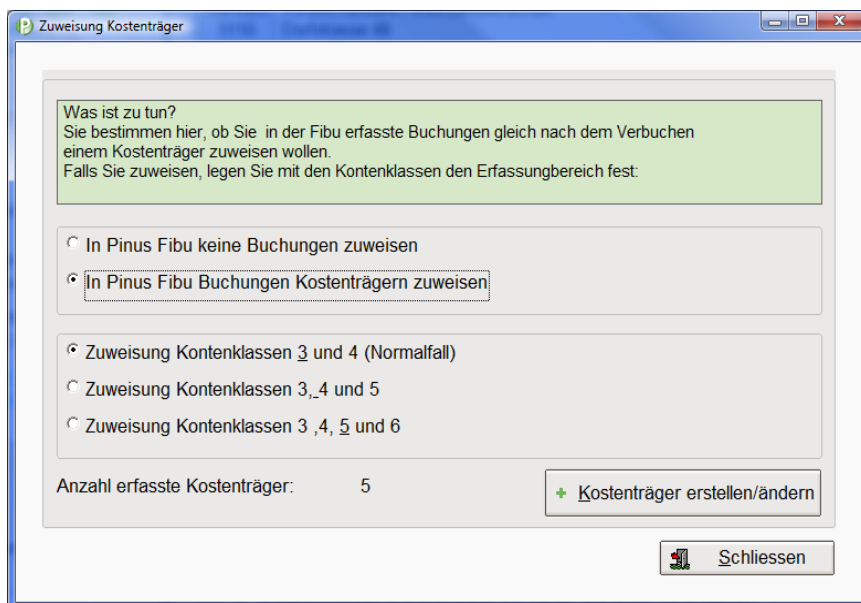 Zuweisung Kostenträger
Was ist zu tun?
Sie bestimmen hier, ob Sie in der Fibu erfasste Buchungen gleich nach dem Verbuchen
einem Kostenträger zuweisen wollen.
Falls Sie zuweisen, legen Sie mit den Kontenklassen den Erfassungbereich fest:
In Pinus Fibu keine Buchungen zuweisen
In Pinus Fibu Buchungen Kostenträgern zuweisen
Zuweisung Kontenklassen 3 und 4 (Normalfall)
Zuweisung Kontenklassen 3, 4 und 5
Zuweisung Kontenklassen 3 ,4, 5 und 6
Anzahl erfasste Kostenträger: 5
+ Kostenträger erstellen/ändern
Schliessen